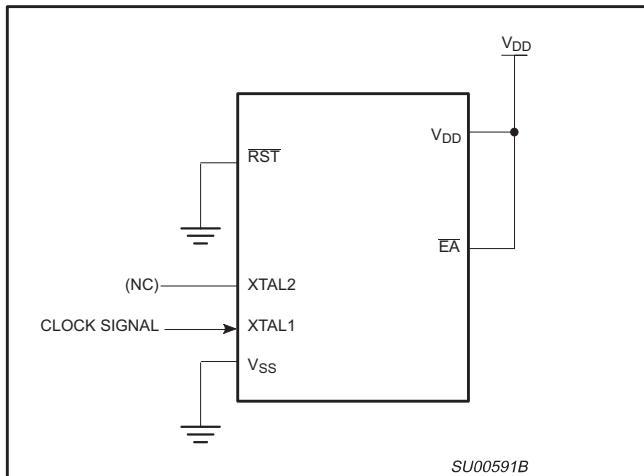 VDD
VDD
RST
EA
(NC)
XTAL2
CLOCK SIGNAL
XTAL1
VSS
SU00591B